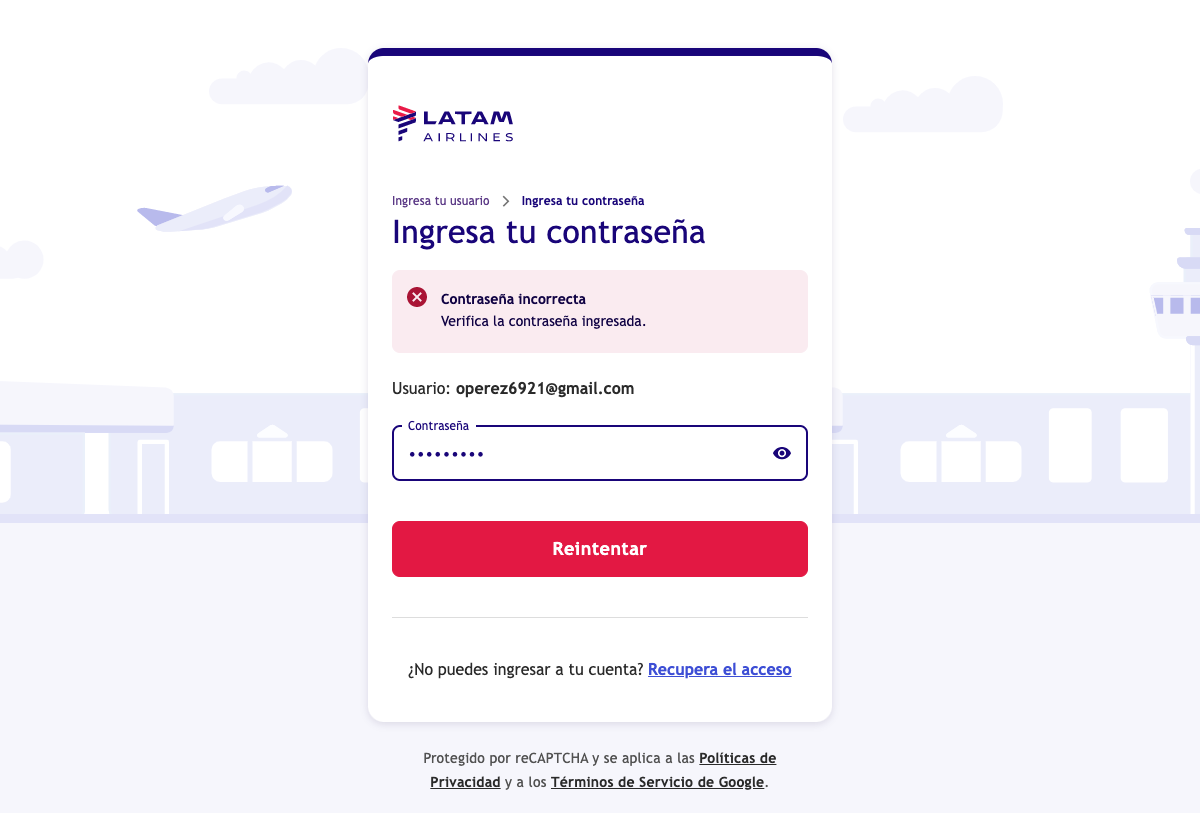 LATAM
AIRLINES
Ingresa tu usuario > Ingresa tu contraseña
Ingresa tu contraseña
Contraseña incorrecta
Verifica la contraseña ingresada.
Usuario: operez6921@gmail.com
Contraseña
•••••••••
Reintentar
¿No puedes ingresar a tu cuenta? Recupera el acceso
Protegido por reCAPTCHA y se aplica a las Políticas de
Privacidad y a los Términos de Servicio de Google.